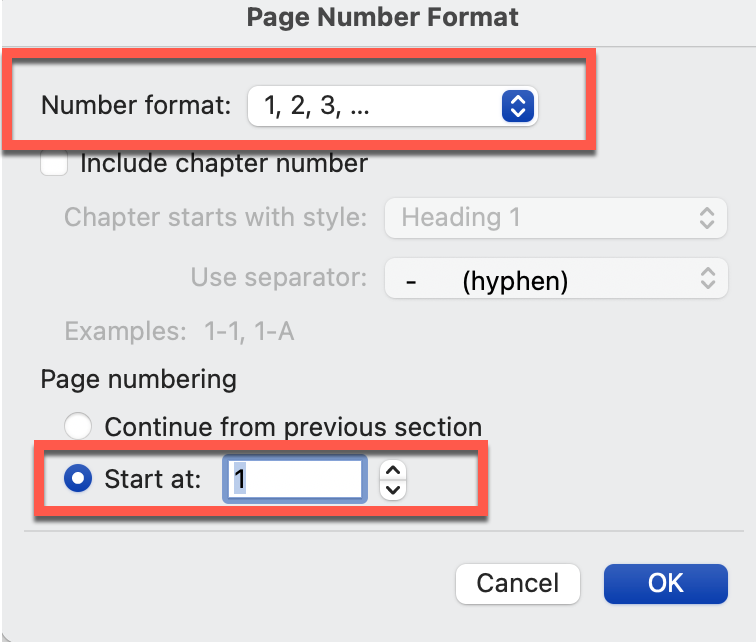 Page Number Format
Number format: 1, 2, 3, ...
Include chapter number
Chapter starts with style: Heading 1
Use separator: - (hyphen)
Examples: 1-1, 1-A
Page numbering
Continue from previous section
Start at: 1
Cancel OK